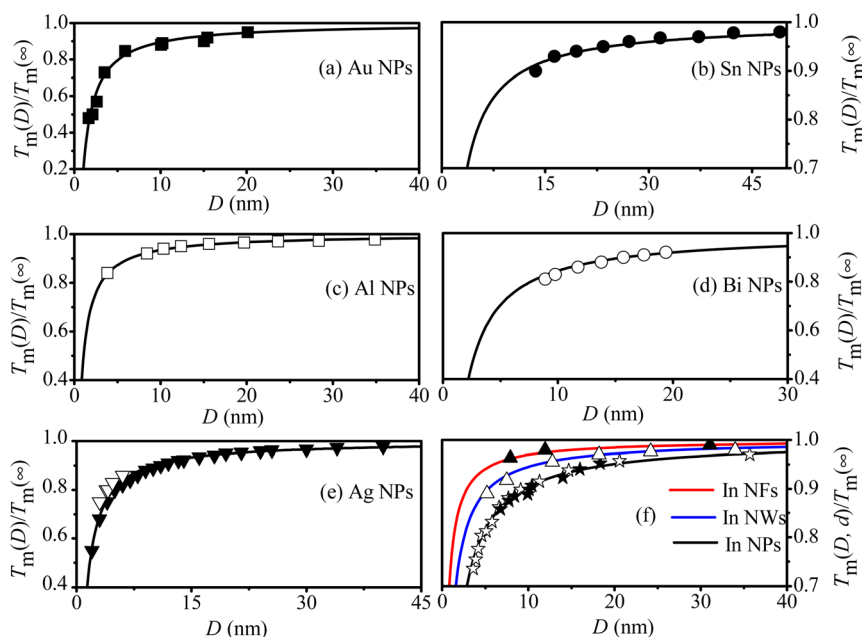 1.0
0.8
0.6
0.4
0.2
0 10 20 30 40
D (nm)
Tm(D)/Tm(∞)
(a) Au NPs
1.0
0.9
0.8
0.7
15 30 45
D (nm)
Tm(D)/Tm(∞)
(b) Sn NPs
1.0
0.8
0.6
0.4
0 10 20 30 40
D (nm)
Tm(D)/Tm(∞)
(c) Al NPs
1.0
0.8
0.6
0.4
0 10 20 30
D (nm)
Tm(D)/Tm(∞)
(d) Bi NPs
1.0
0.8
0.6
0.4
0 15 30 45
D (nm)
Tm(D)/Tm(∞)
(e) Ag NPs
1.0
0.9
0.8
0.7
0 10 20 30 40
D (nm)
Tm(D, d)/Tm(∞)
(f)
In NFs
In NWs
In NPs